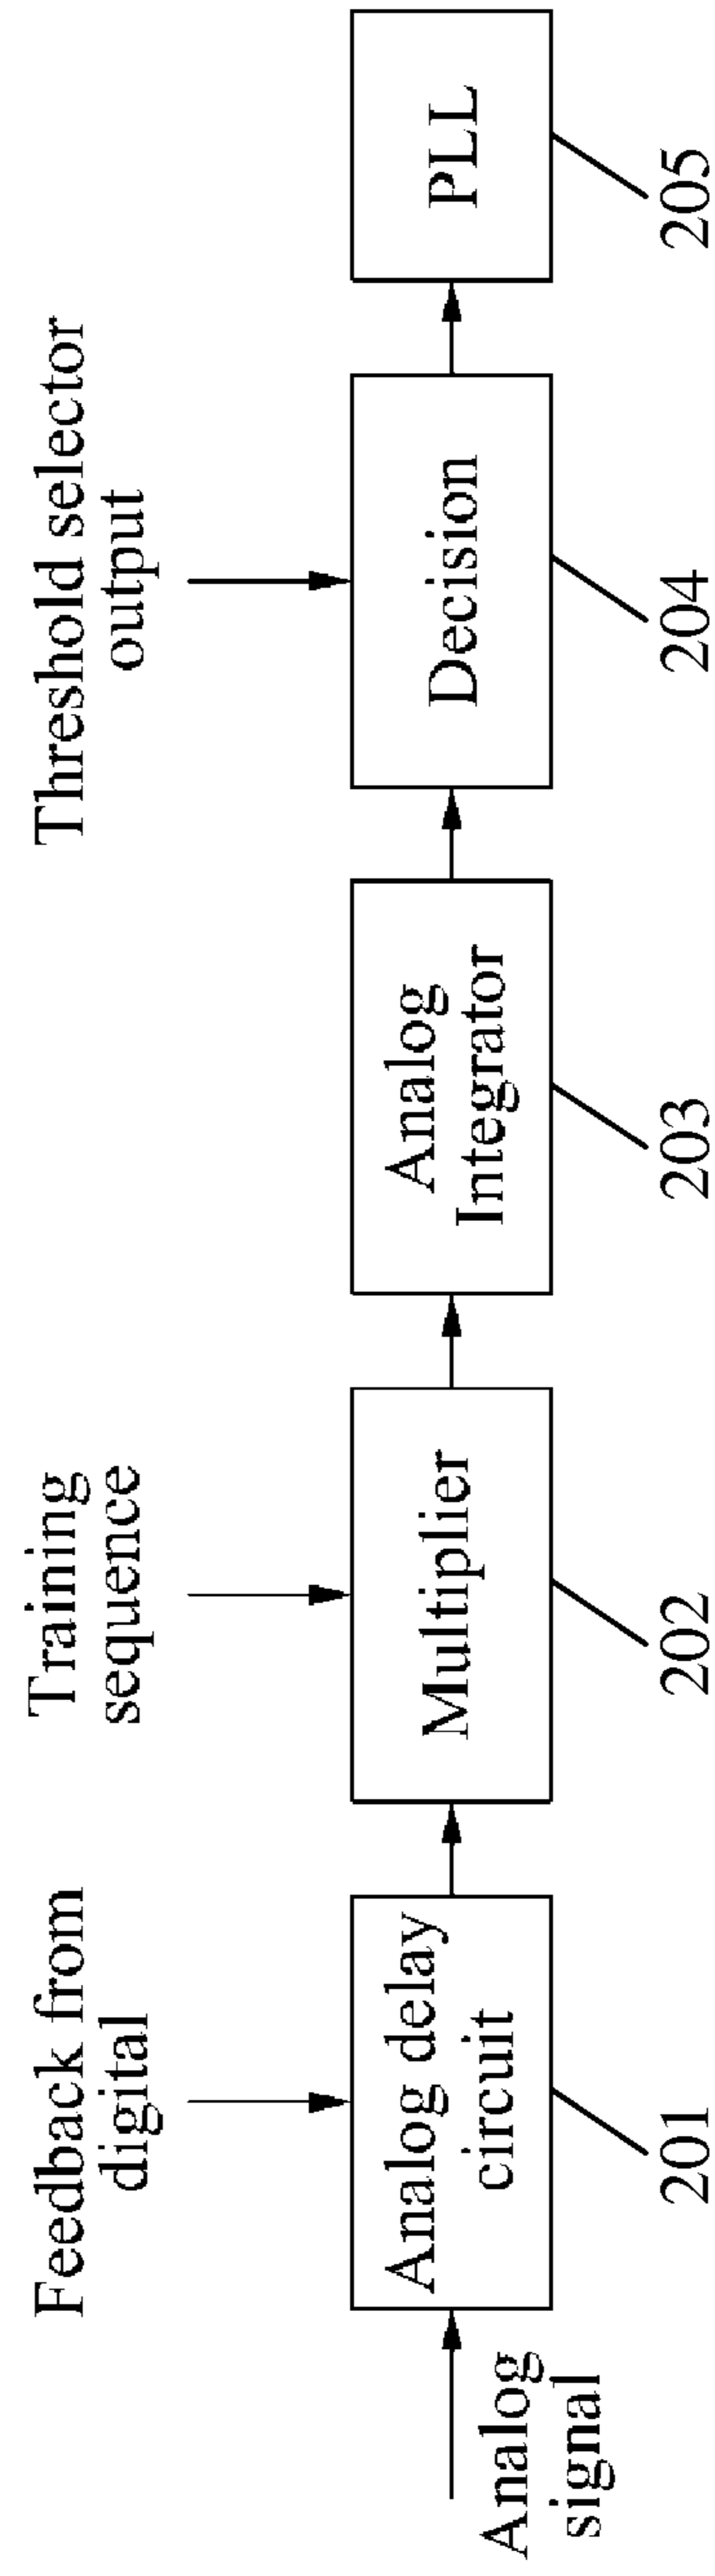 Feedback from
digital
Training
sequence
Threshold selector
output
Analog
signal
Analog delay
circuit
Multiplier
Analog
Integrator
Decision
PLL
201
202
203
204
205